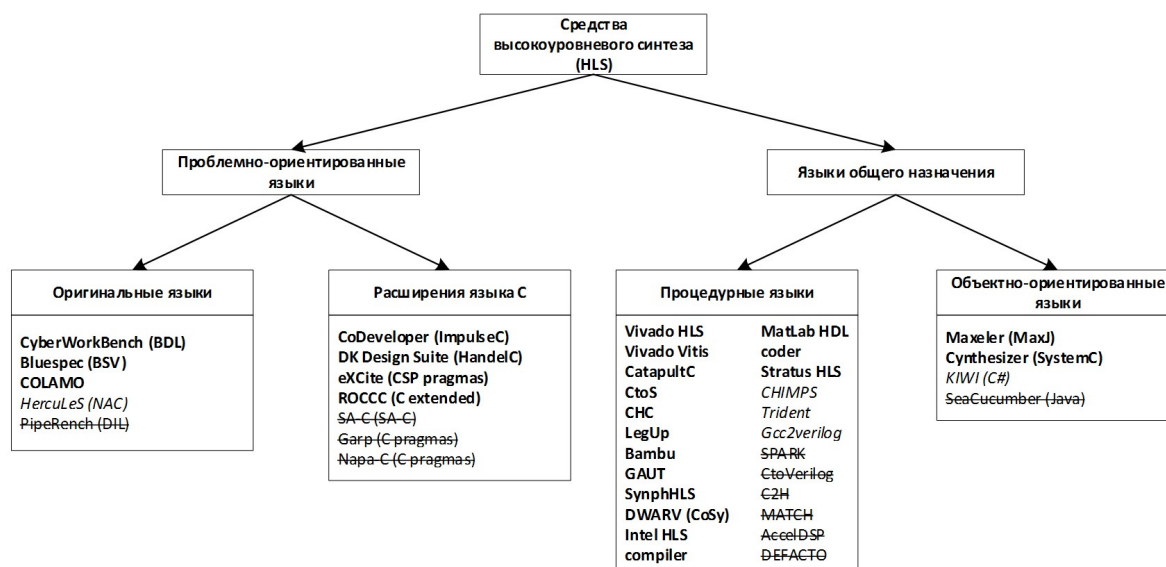 Средства
высокоуровневого синтеза
(HLS)
Проблемно-ориентированные
языки
Языки общего назначения
Оригинальные языки
CyberWorkBench (BDL)
Bluespec (BSV)
COLAMO
HercuLeS (NAC)
PipeRench (DIL)
Расширения языка C
CoDeveloper (ImpulseC)
DK Design Suite (HandelC)
eXCite (CSP pragmas)
ROCCC (C extended)
SA-C (SA-C)
Garp (C pragmas)
Napa-C (C pragmas)
Процедурные языки
Vivado HLS
Vivado Vitis
CatapultC
CtoS
CHC
LegUp
Bambu
GAUT
SynphHLS
DWARV (CoSy)
Intel HLS
compiler
MatLab HDL
coder
Stratus HLS
CHIMPS
Trident
Gcc2verilog
SPARK
CtoVerilog
C2H
MATCH
AccelDSP
DEFACTO
Объектно-ориентированные
языки
Maxeler (MaxJ)
Cynthesizer (SystemC)
KIWI (C#)
SeaCucumber (Java)